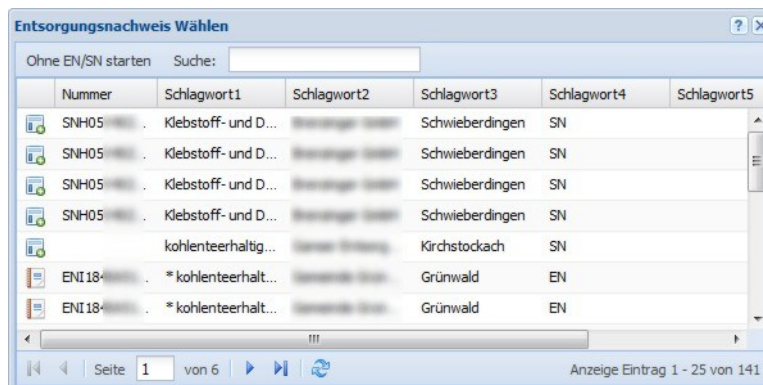 Entsorgungsnachweis Wählen
Ohne EN/SN starten Suche:
Nummer Schlagwort1 Schlagwort2 Schlagwort3 Schlagwort4 Schlagwort5
SNH05 . Klebstoff- und D... Schwieberdingen SN
SNH05 . Klebstoff- und D... Schwieberdingen SN
SNH05 . Klebstoff- und D... Schwieberdingen SN
SNH05 . Klebstoff- und D... Schwieberdingen SN
kohlenteerhaltig... Kirchstockach SN
ENI184 . * kohlenteerhalt... Grünwald EN
ENI184 . * kohlenteerhalt... Grünwald EN
Seite 1 von 6 Anzeige Eintrag 1 - 25 von 141